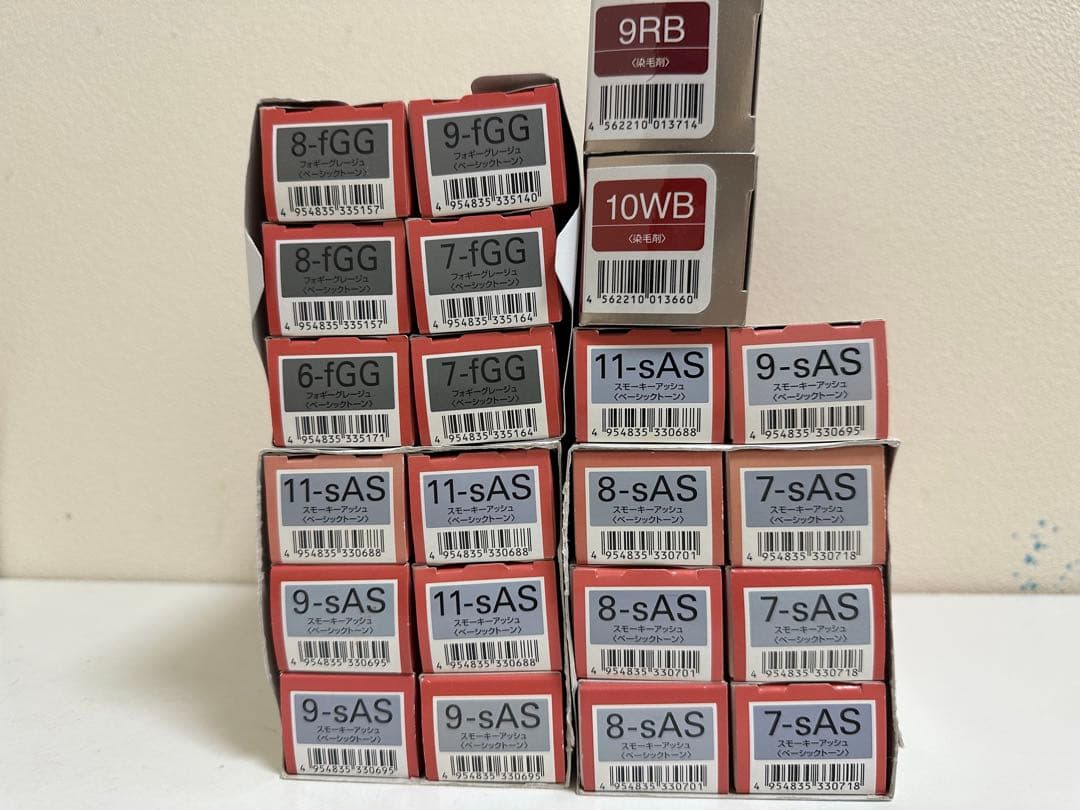 9RB
〈染毛剤〉
4 562210 013714
10WB
〈染毛剤〉
4 562210 013660
8-fGG
フォギーグレージュ
〈ベーシックトーン〉
4 954835 335157
9-fGG
フォギーグレージュ
〈ベーシックトーン〉
4 954835 335140
8-fGG
フォギーグレージュ
〈ベーシックトーン〉
4 954835 335157
7-fGG
フォギーグレージュ
〈ベーシックトーン〉
4 954835 335164
6-fGG
フォギーグレージュ
〈ベーシックトーン〉
4 954835 335171
7-fGG
フォギーグレージュ
〈ベーシックトーン〉
4 954835 335164
11-sAS
スモーキーアッシュ
〈ベーシックトーン〉
4 954835 330688
9-sAS
スモーキーアッシュ
〈ベーシックトーン〉
4 954835 330695
11-sAS
スモーキーアッシュ
〈ベーシックトーン〉
4 954835 330688
11-sAS
スモーキーアッシュ
〈ベーシックトーン〉
4 954835 330688
8-sAS
スモーキーアッシュ
〈ベーシックトーン〉
4 954835 330701
7-sAS
スモーキーアッシュ
〈ベーシックトーン〉
4 954835 330718
9-sAS
スモーキーアッシュ
〈ベーシックトーン〉
4 954835 330695
11-sAS
スモーキーアッシュ
〈ベーシックトーン〉
4 954835 330688
8-sAS
スモーキーアッシュ
〈ベーシックトーン〉
4 954835 330701
7-sAS
スモーキーアッシュ
〈ベーシックトーン〉
4 954835 330718
9-sAS
スモーキーアッシュ
〈ベーシックトーン〉
4 954835 330695
9-sAS
スモーキーアッシュ
〈ベーシックトーン〉
4 954835 330695
8-sAS
スモーキーアッシュ
〈ベーシックトーン〉
4 954835 330701
7-sAS
スモーキーアッシュ
〈ベーシックトーン〉
4 954835 330718